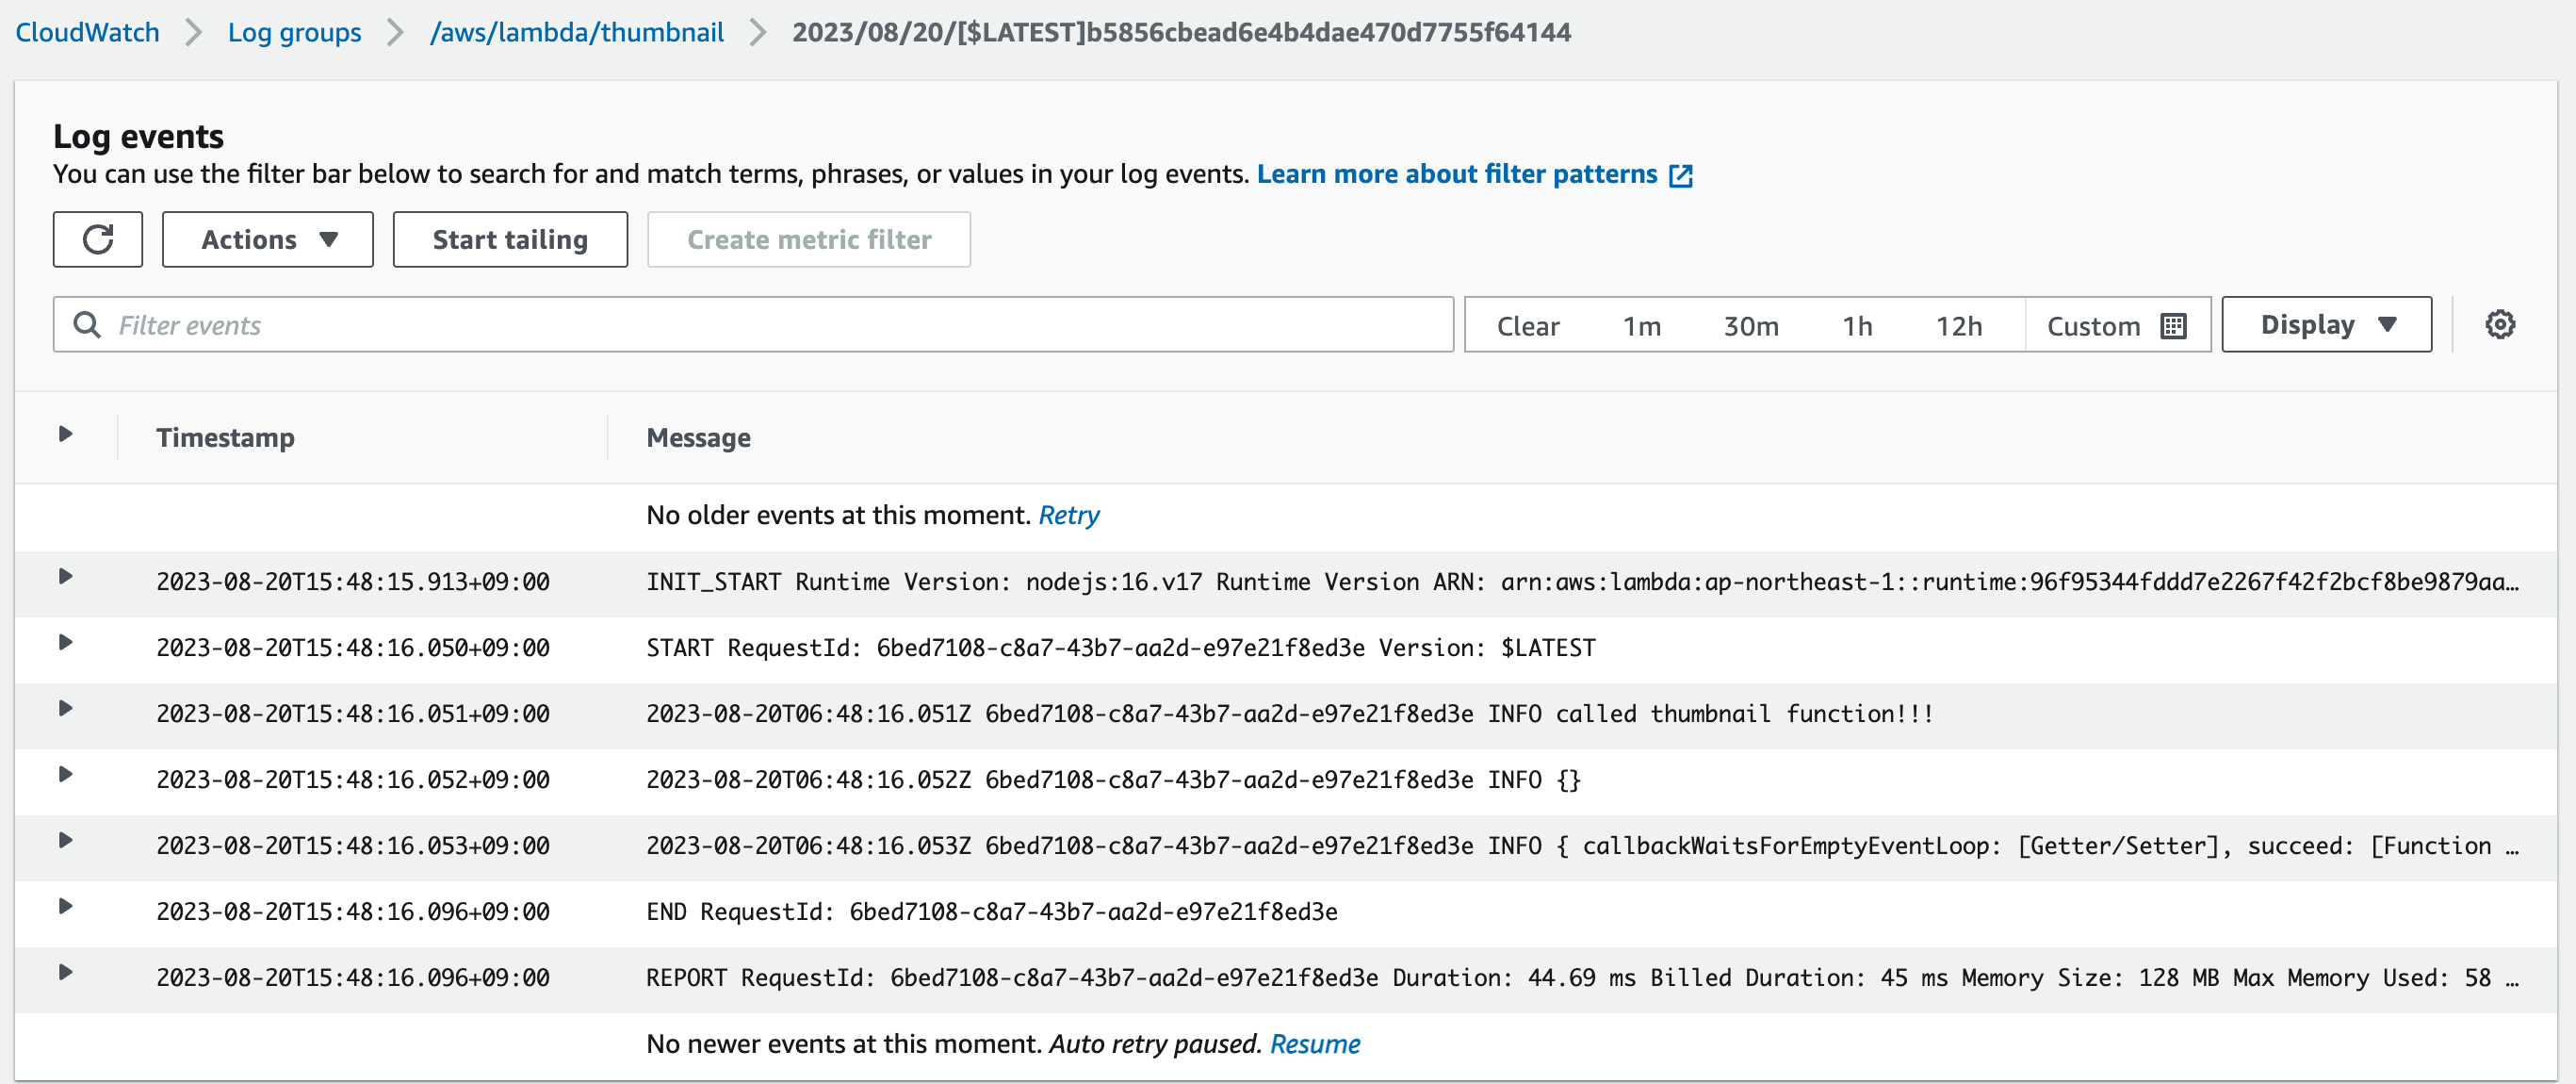 CloudWatch > Log groups > /aws/lambda/thumbnail > 2023/08/20/[$LATEST]b5856cbead6e4b4dae470d7755f64144
Log events
You can use the filter bar below to search for and match terms, phrases, or values in your log events. Learn more about filter patterns
Actions Start tailing Create metric filter
Filter events Clear 1m 30m 1h 12h Custom Display
Timestamp Message
No older events at this moment. Retry
2023-08-20T15:48:15.913+09:00 INIT_START Runtime Version: nodejs:16.v17 Runtime Version ARN: arn:aws:lambda:ap-northeast-1::runtime:96f95344fddd7e2267f42f2bcf8be9879aa…
2023-08-20T15:48:16.050+09:00 START RequestId: 6bed7108-c8a7-43b7-aa2d-e97e21f8ed3e Version: $LATEST
2023-08-20T15:48:16.051+09:00 2023-08-20T06:48:16.051Z 6bed7108-c8a7-43b7-aa2d-e97e21f8ed3e INFO called thumbnail function!!!
2023-08-20T15:48:16.052+09:00 2023-08-20T06:48:16.052Z 6bed7108-c8a7-43b7-aa2d-e97e21f8ed3e INFO {}
2023-08-20T15:48:16.053+09:00 2023-08-20T06:48:16.053Z 6bed7108-c8a7-43b7-aa2d-e97e21f8ed3e INFO { callbackWaitsForEmptyEventLoop: [Getter/Setter], succeed: [Function …
2023-08-20T15:48:16.096+09:00 END RequestId: 6bed7108-c8a7-43b7-aa2d-e97e21f8ed3e
2023-08-20T15:48:16.096+09:00 REPORT RequestId: 6bed7108-c8a7-43b7-aa2d-e97e21f8ed3e Duration: 44.69 ms Billed Duration: 45 ms Memory Size: 128 MB Max Memory Used: 58 …
No newer events at this moment. Auto retry paused. Resume